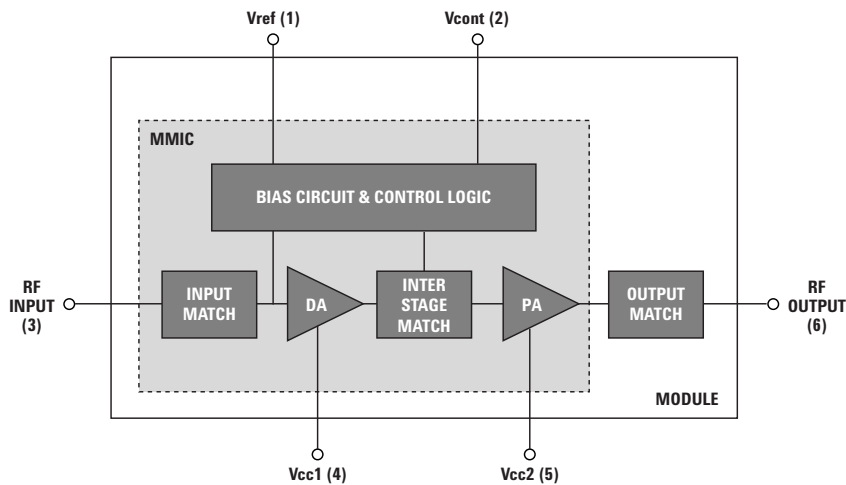 Vref (1)
Vcont (2)
MMIC
BIAS CIRCUIT & CONTROL LOGIC
RF
INPUT
(3)
INPUT
MATCH
DA
INTER
STAGE
MATCH
PA
OUTPUT
MATCH
RF
OUTPUT
(6)
MODULE
Vcc1 (4)
Vcc2 (5)